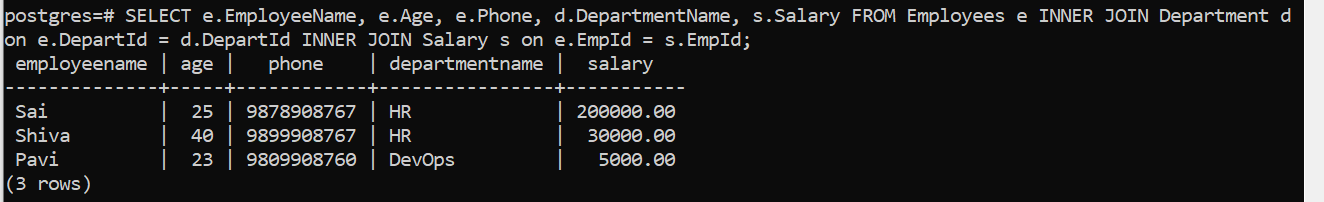 postgres=# SELECT e.EmployeeName, e.Age, e.Phone, d.DepartmentName, s.Salary FROM Employees e INNER JOIN Department d
on e.DepartId = d.DepartId INNER JOIN Salary s on e.EmpId = s.EmpId;
 employeename | age |   phone    | departmentname |  salary
--------------+-----+------------+----------------+-----------
 Sai          |  25 | 9878908767 | HR             | 200000.00
 Shiva        |  40 | 9899908767 | HR             |  30000.00
 Pavi         |  23 | 9809908760 | DevOps         |   5000.00
(3 rows)